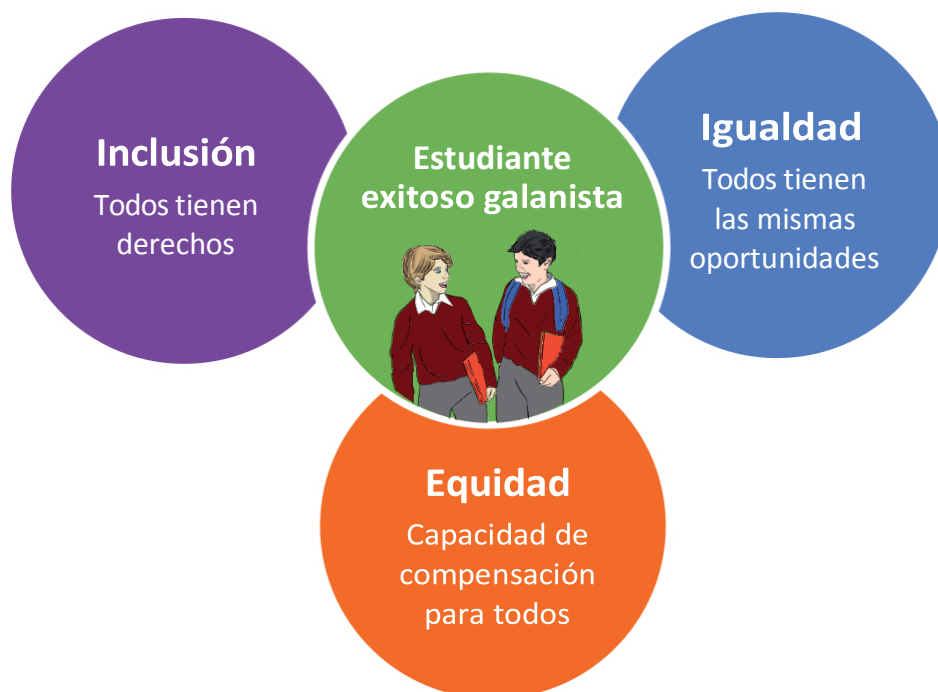 Inclusión
Todos tienen
derechos
Estudiante
exitoso galanista
Igualdad
Todos tienen
las mismas
oportunidades
Equidad
Capacidad de
compensación
para todos